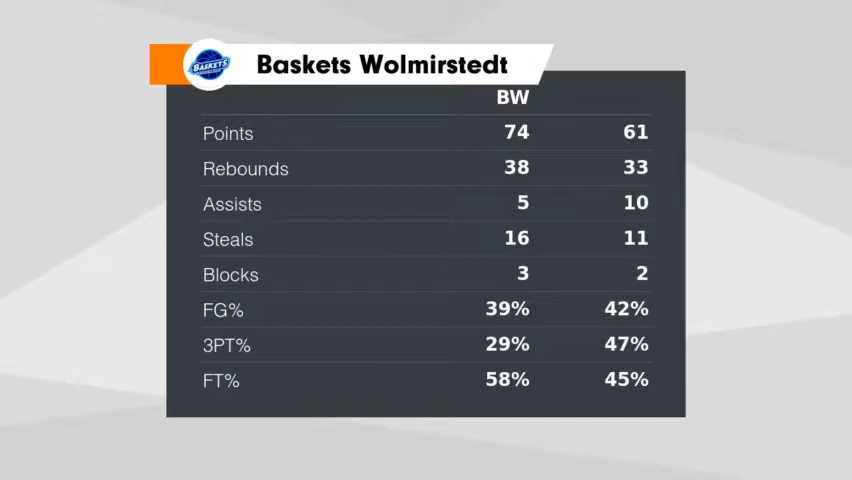 BASKETS
Baskets Wolmirstedt
BW
Points 74 61
Rebounds 38 33
Assists 5 10
Steals 16 11
Blocks 3 2
FG% 39% 42%
3PT% 29% 47%
FT% 58% 45%